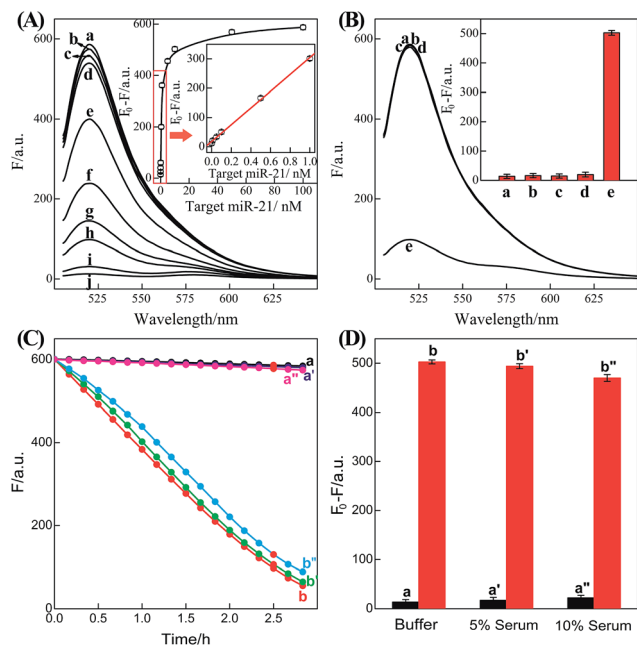 (A)
b a
c
d
e
f
g
h
i
j
600
400
200
0
F/a.u.
525 550 575 600 625
Wavelength/nm
F0-F/a.u.
600
400
200
0
0 20 40 60 80 100
Target miR-21/ nM
F0-F/a.u.
300
200
100
0
0.0 0.2 0.4 0.6 0.8 1.0
Target miR-21/ nM
(B)
ab
c d
e
600
400
200
0
F/a.u.
525 550 575 600 625
Wavelength/nm
F0-F/a.u.
500
400
300
200
100
0
a b c d e
(C)
600
400
200
0
F/a.u.
0.0 0.5 1.0 1.5 2.0 2.5
Time/h
a
a" a'
b"
b'
b
(D)
500
400
300
200
100
0
F0-F/a.u.
b b' b"
a a' a"
Buffer 5% Serum 10% Serum